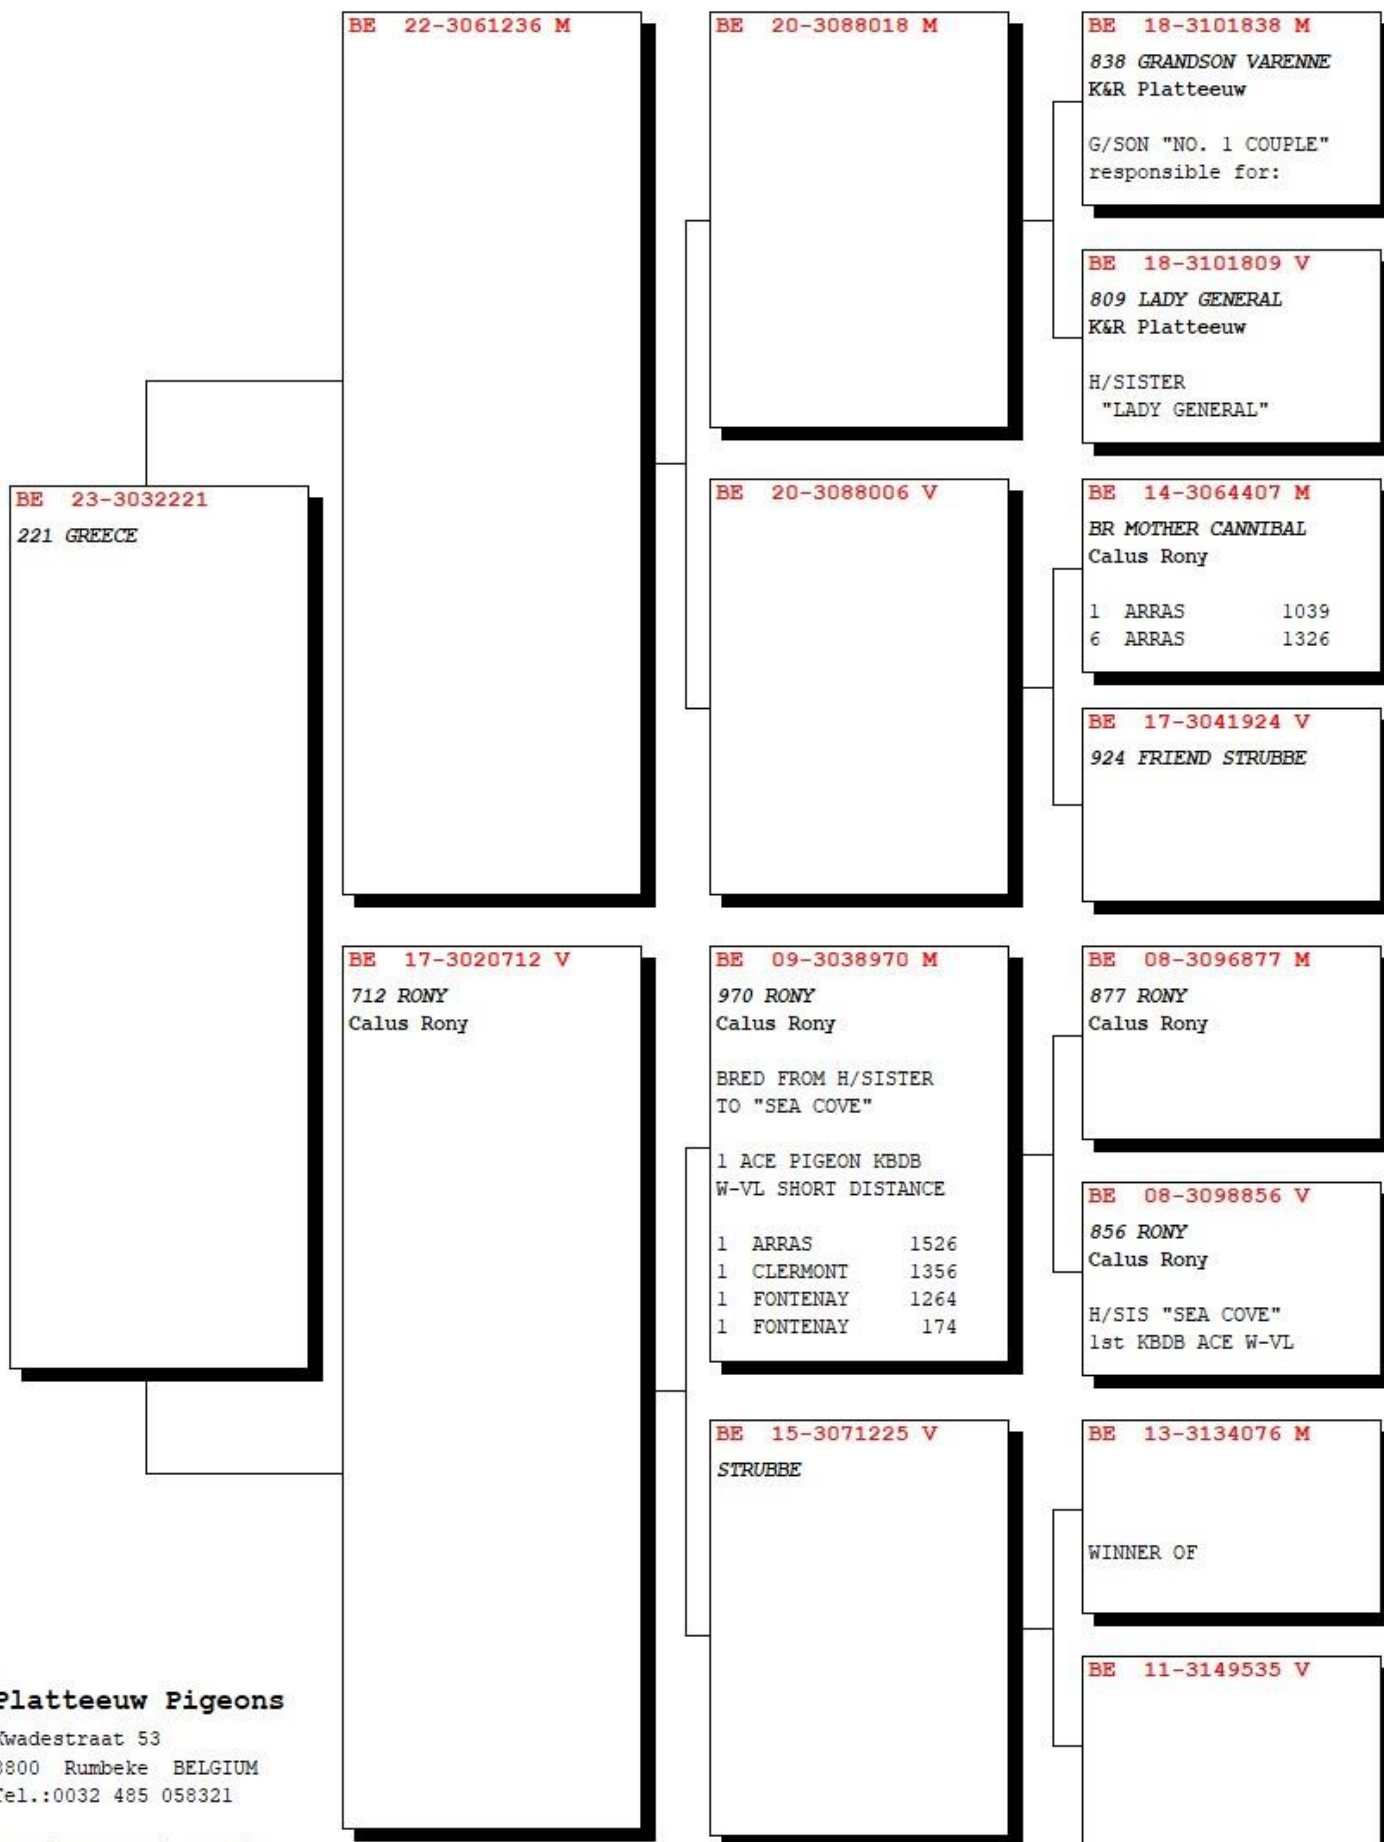 BE 23-3032221
221 GREECE
BE 22-3061236 M
BE 17-3020712 V
712 RONY
Calus Rony
BE 20-3088018 M
BE 20-3088006 V
BE 09-3038970 M
970 RONY
Calus Rony
BRED FROM H/SISTER
TO "SEA COVE"
1 ACE PIGEON KBDB
W-VL SHORT DISTANCE
1 ARRAS 1526
1 CLERMONT 1356
1 FONTENAY 1264
1 FONTENAY 174
BE 15-3071225 V
STRUBBE
BE 18-3101838 M
838 GRANDSON VARENNE
K&R Platteeuw
G/SON "NO. 1 COUPLE"
responsible for:
BE 18-3101809 V
809 LADY GENERAL
K&R Platteeuw
H/SISTER
"LADY GENERAL"
BE 14-3064407 M
BR MOTHER CANNIBAL
Calus Rony
1 ARRAS 1039
6 ARRAS 1326
BE 17-3041924 V
924 FRIEND STRUBBE
BE 08-3096877 M
877 RONY
Calus Rony
BE 08-3098856 V
856 RONY
Calus Rony
H/SIS "SEA COVE"
1st KBDB ACE W-VL
BE 13-3134076 M
WINNER OF
BE 11-3149535 V
Platteeuw Pigeons
Kwadestraat 53
8800 Rumbeke BELGIUM
Tel.:0032 485 058321